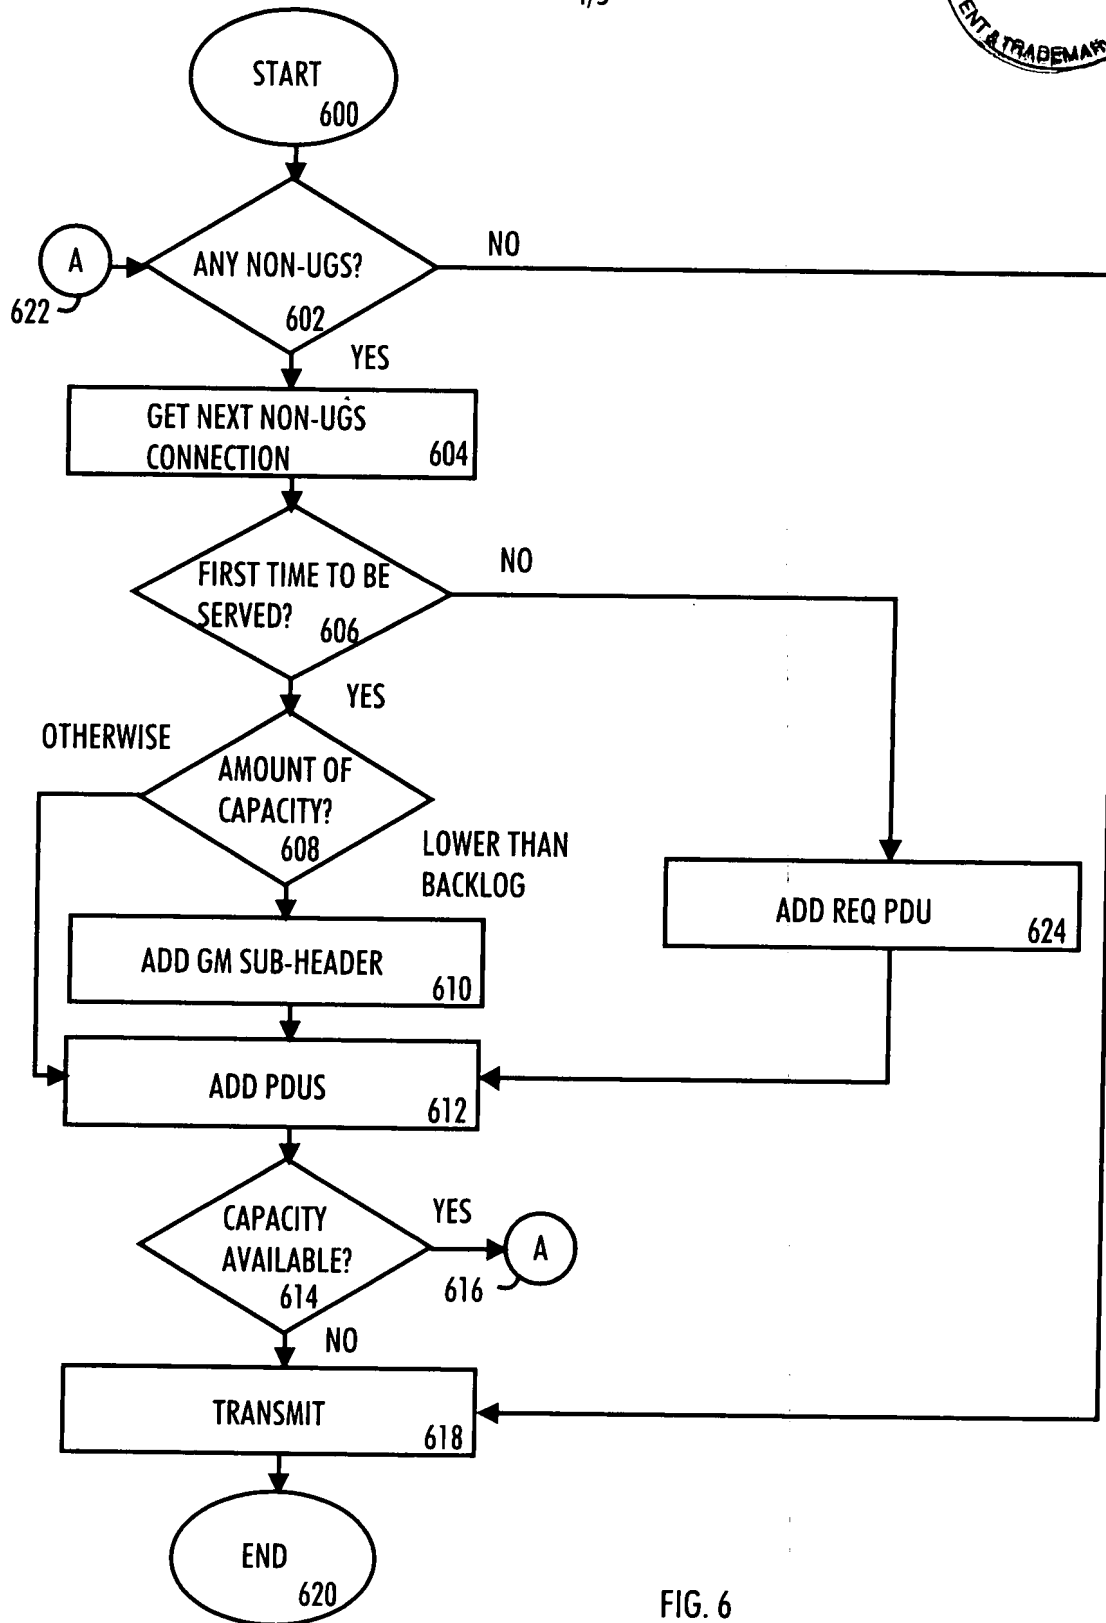 START
600
A
622
ANY NON-UGS?
602
NO
YES
GET NEXT NON-UGS
CONNECTION
604
FIRST TIME TO BE
SERVED?
606
NO
YES
OTHERWISE
AMOUNT OF
CAPACITY?
608
LOWER THAN
BACKLOG
ADD REQ PDU
624
ADD GM SUB-HEADER
610
ADD PDUS
612
CAPACITY
AVAILABLE?
614
YES
A
616
NO
TRANSMIT
618
END
620
FIG. 6